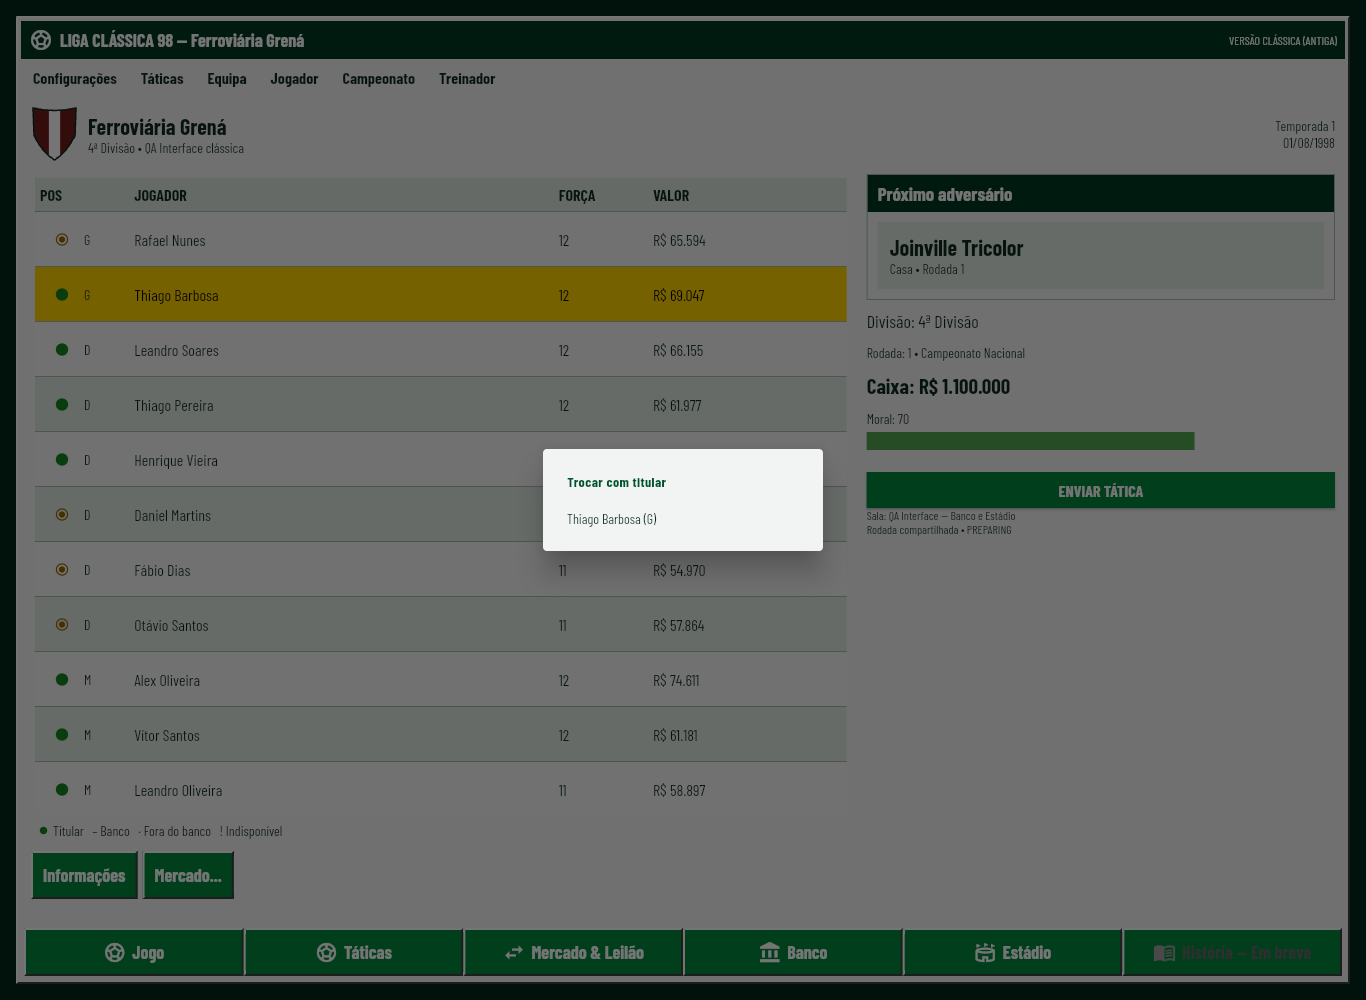 LIGA CLÁSSICA 98 — Ferroviária Grená
VERSÃO CLÁSSICA (ANTIGA)
Configurações Táticas Equipa Jogador Campeonato Treinador
Ferroviária Grená
4ª Divisão • QA Interface clássica
Temporada 1
01/08/1998
POS JOGADOR FORÇA VALOR
G Rafael Nunes 12 R$ 65.594
G Thiago Barbosa 12 R$ 69.047
D Leandro Soares 12 R$ 66.155
D Thiago Pereira 12 R$ 61.977
D Henrique Vieira
D Daniel Martins
D Fábio Dias 11 R$ 54.970
D Otávio Santos 11 R$ 57.864
M Alex Oliveira 12 R$ 74.611
M Vítor Santos 12 R$ 61.181
M Leandro Oliveira 11 R$ 58.897
Titular – Banco · Fora do banco ! Indisponível
Informações Mercado...
Próximo adversário
Joinville Tricolor
Casa • Rodada 1
Divisão: 4ª Divisão
Rodada: 1 • Campeonato Nacional
Caixa: R$ 1.100.000
Moral: 70
ENVIAR TÁTICA
Sala: QA Interface — Banco e Estádio
Rodada compartilhada • PREPARING
Trocar com titular
Thiago Barbosa (G)
Jogo Táticas Mercado & Leilão Banco Estádio História — Em breve